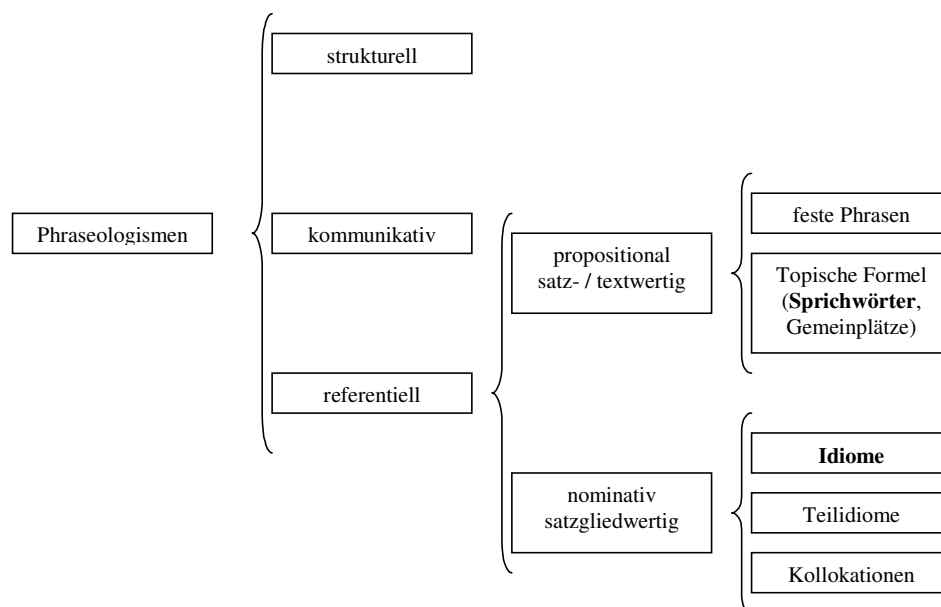 strukturell
Phraseologismen
kommunikativ
referentiell
propositional
satz- / textwertig
feste Phrasen
Topische Formel
(Sprichwörter,
Gemeinplätze)
nominativ
satzgliedwertig
Idiome
Teilidiome
Kollokationen